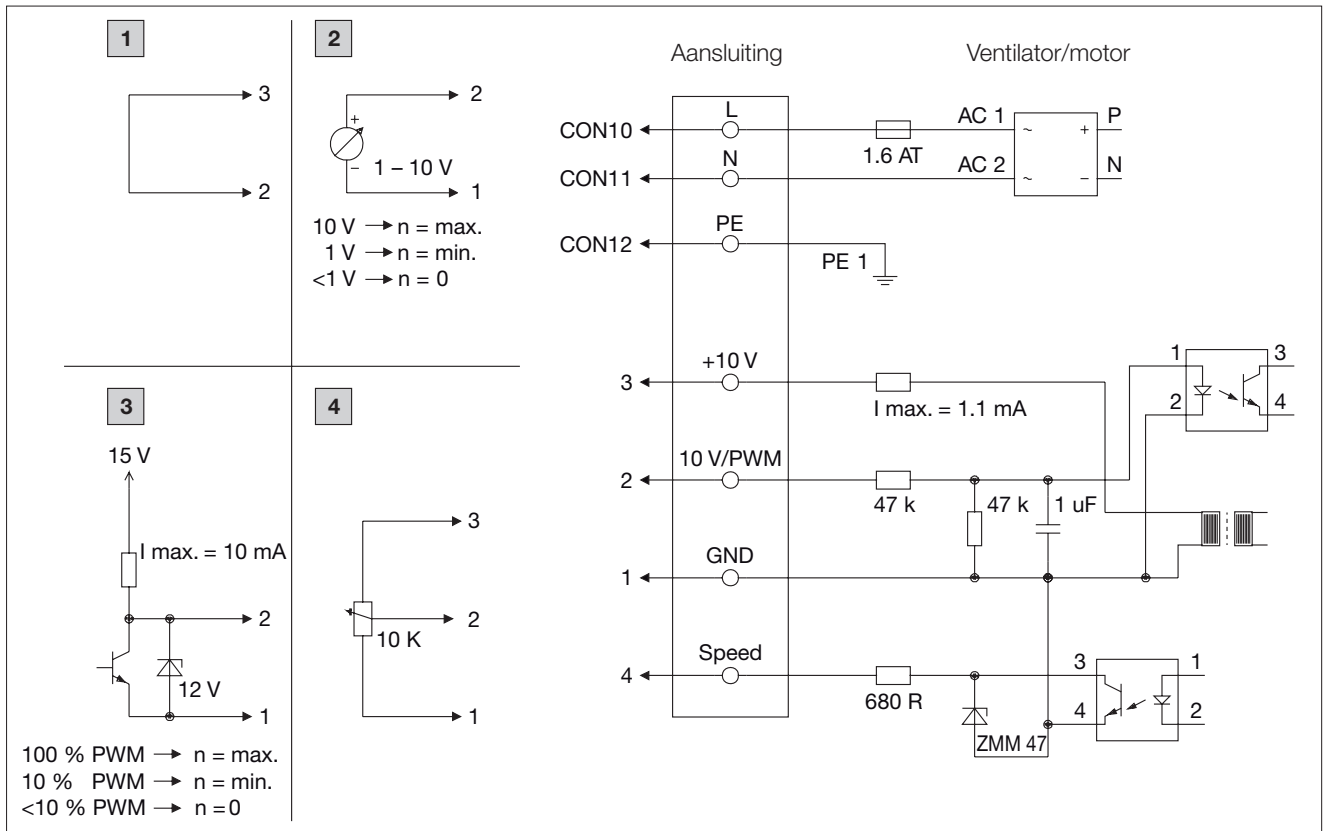 1
3
2
2
+
–
1 – 10 V
2
1
10 V → n = max.
1 V → n = min.
<1 V → n = 0
3
15 V
I max. = 10 mA
2
12 V
1
100 % PWM → n = max.
10 % PWM → n = min.
<10 % PWM → n = 0
4
3
2
10 K
1
Aansluiting
Ventilator/motor
CON10
L
1.6 AT
AC 1
~
+
P
CON11
N
AC 2
~
–
N
CON12
PE
PE 1
3
+10 V
I max. = 1.1 mA
1
2
3
4
2
10 V/PWM
47 k
47 k
1 uF
1
GND
4
Speed
680 R
ZMM 47
3
4
1
2